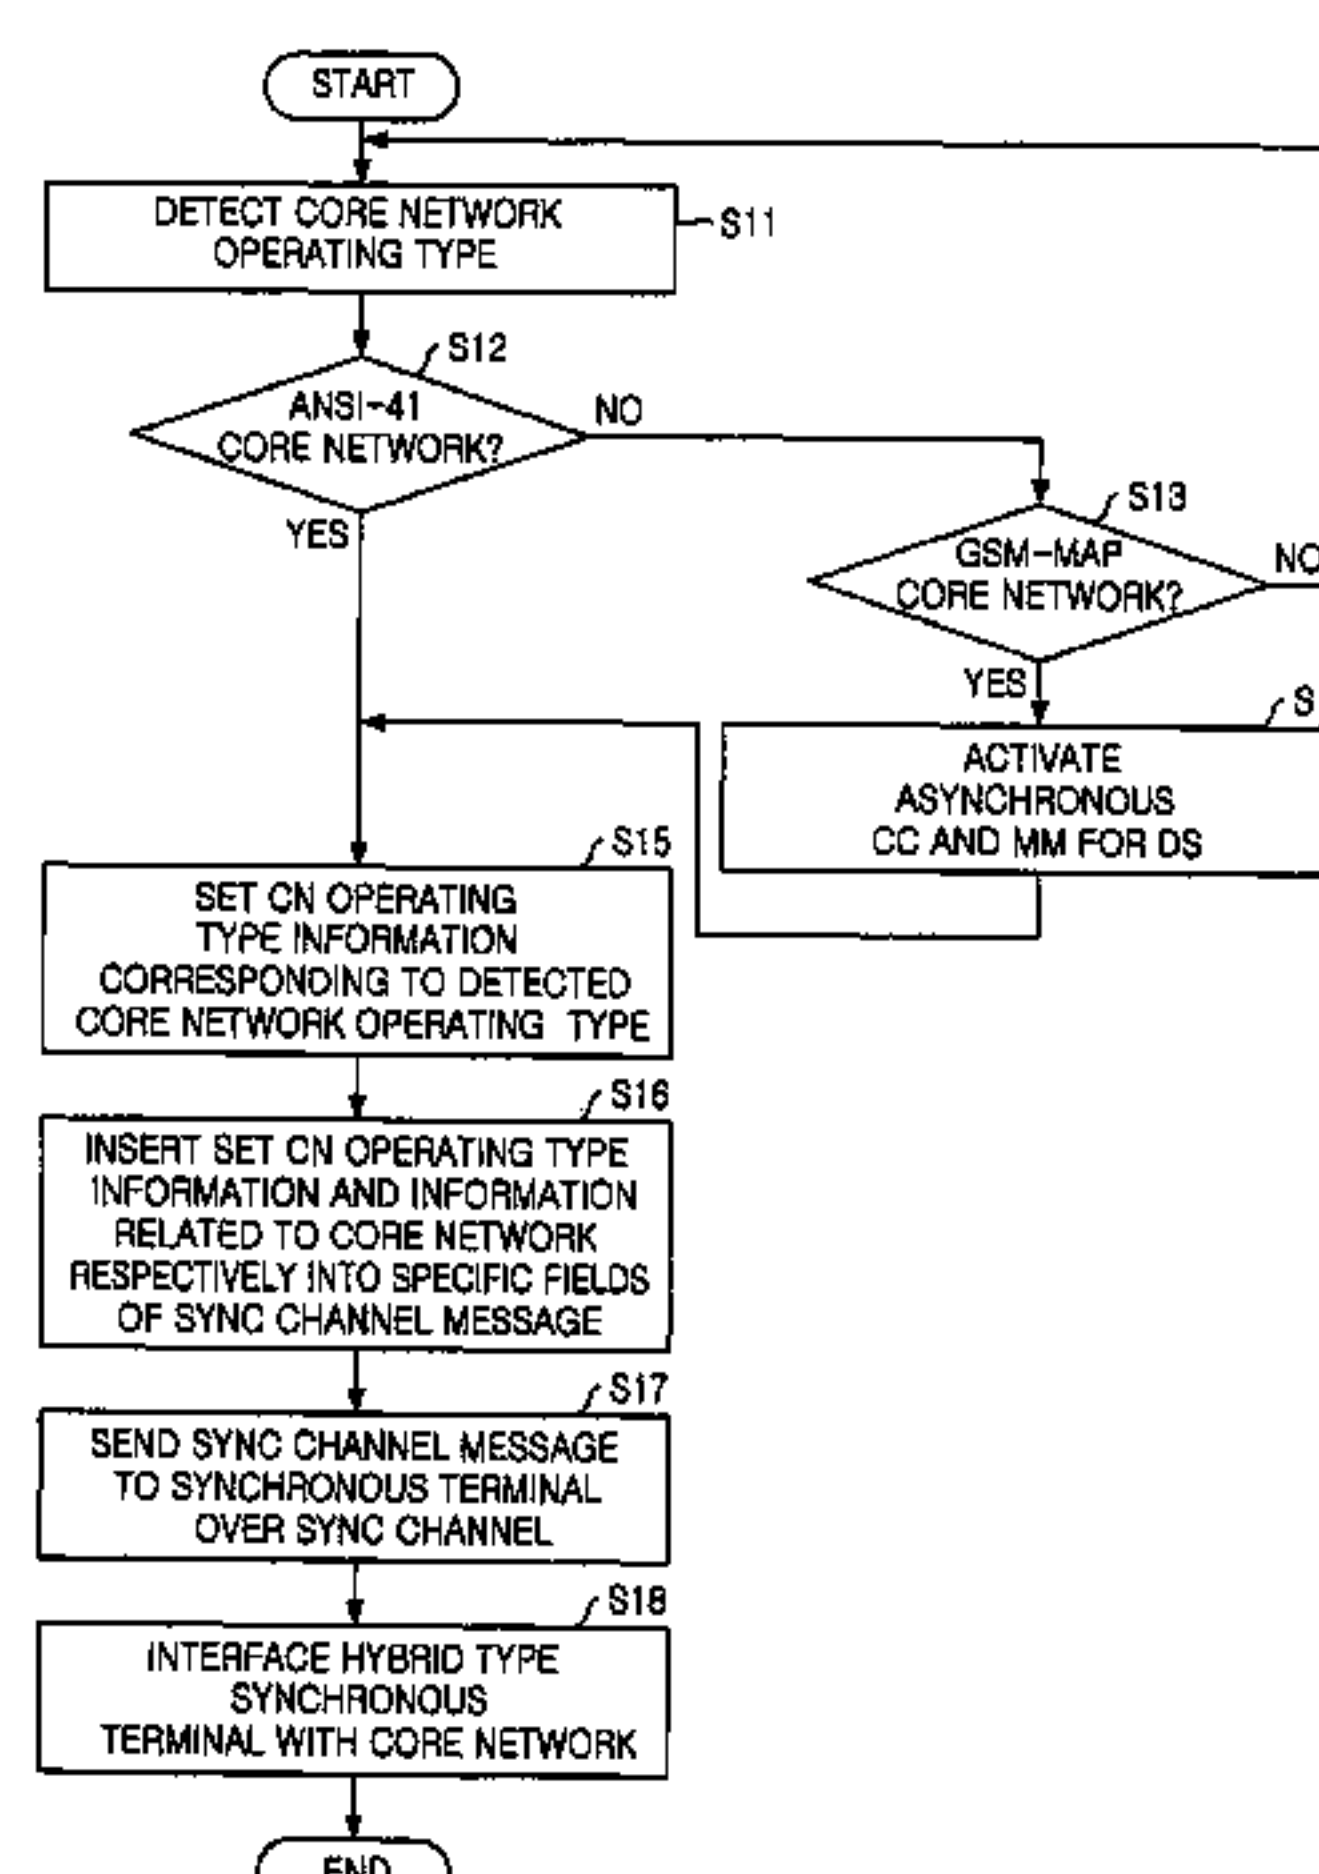 START
DETECT CORE NETWORK
OPERATING TYPE
S11
S12
ANSI-41
CORE NETWORK?
NO
YES
S13
GSM-MAP
CORE NETWORK?
NO
YES
S
ACTIVATE
ASYNCHRONOUS
CC AND MM FOR DS
S15
SET CN OPERATING
TYPE INFORMATION
CORRESPONDING TO DETECTED
CORE NETWORK OPERATING TYPE
S16
INSERT SET CN OPERATING TYPE
INFORMATION AND INFORMATION
RELATED TO CORE NETWORK
RESPECTIVELY INTO SPECIFIC FIELDS
OF SYNC CHANNEL MESSAGE
S17
SEND SYNC CHANNEL MESSAGE
TO SYNCHRONOUS TERMINAL
OVER SYNC CHANNEL
S18
INTERFACE HYBRID TYPE
SYNCHRONOUS
TERMINAL WITH CORE NETWORK
END